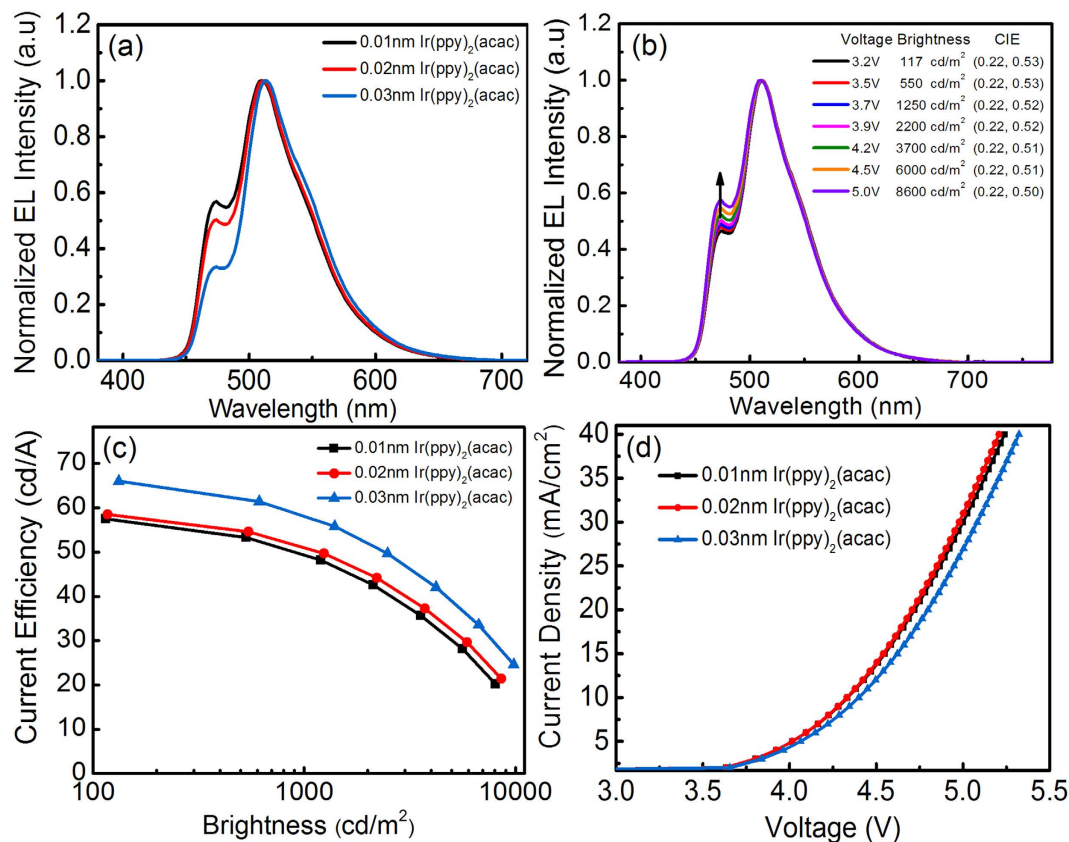 (a)
0.01nm Ir(ppy)₂(acac)
0.02nm Ir(ppy)₂(acac)
0.03nm Ir(ppy)₂(acac)
Normalized EL Intensity (a.u)
1.0
0.8
0.6
0.4
0.2
0.0
400 500 600 700
Wavelength (nm)
(b)
Voltage Brightness CIE
3.2V 117 cd/m² (0.22, 0.53)
3.5V 550 cd/m² (0.22, 0.53)
3.7V 1250 cd/m² (0.22, 0.52)
3.9V 2200 cd/m² (0.22, 0.52)
4.2V 3700 cd/m² (0.22, 0.51)
4.5V 6000 cd/m² (0.22, 0.51)
5.0V 8600 cd/m² (0.22, 0.50)
Normalized EL Intensity (a.u)
1.0
0.8
0.6
0.4
0.2
0.0
400 500 600 700
Wavelength (nm)
(c)
0.01nm Ir(ppy)₂(acac)
0.02nm Ir(ppy)₂(acac)
0.03nm Ir(ppy)₂(acac)
Current Efficiency (cd/A)
70
60
50
40
30
20
10
0
100 1000 10000
Brightness (cd/m²)
(d)
0.01nm Ir(ppy)₂(acac)
0.02nm Ir(ppy)₂(acac)
0.03nm Ir(ppy)₂(acac)
Current Density (mA/cm²)
40
35
30
25
20
15
10
5
3.0 3.5 4.0 4.5 5.0 5.5
Voltage (V)